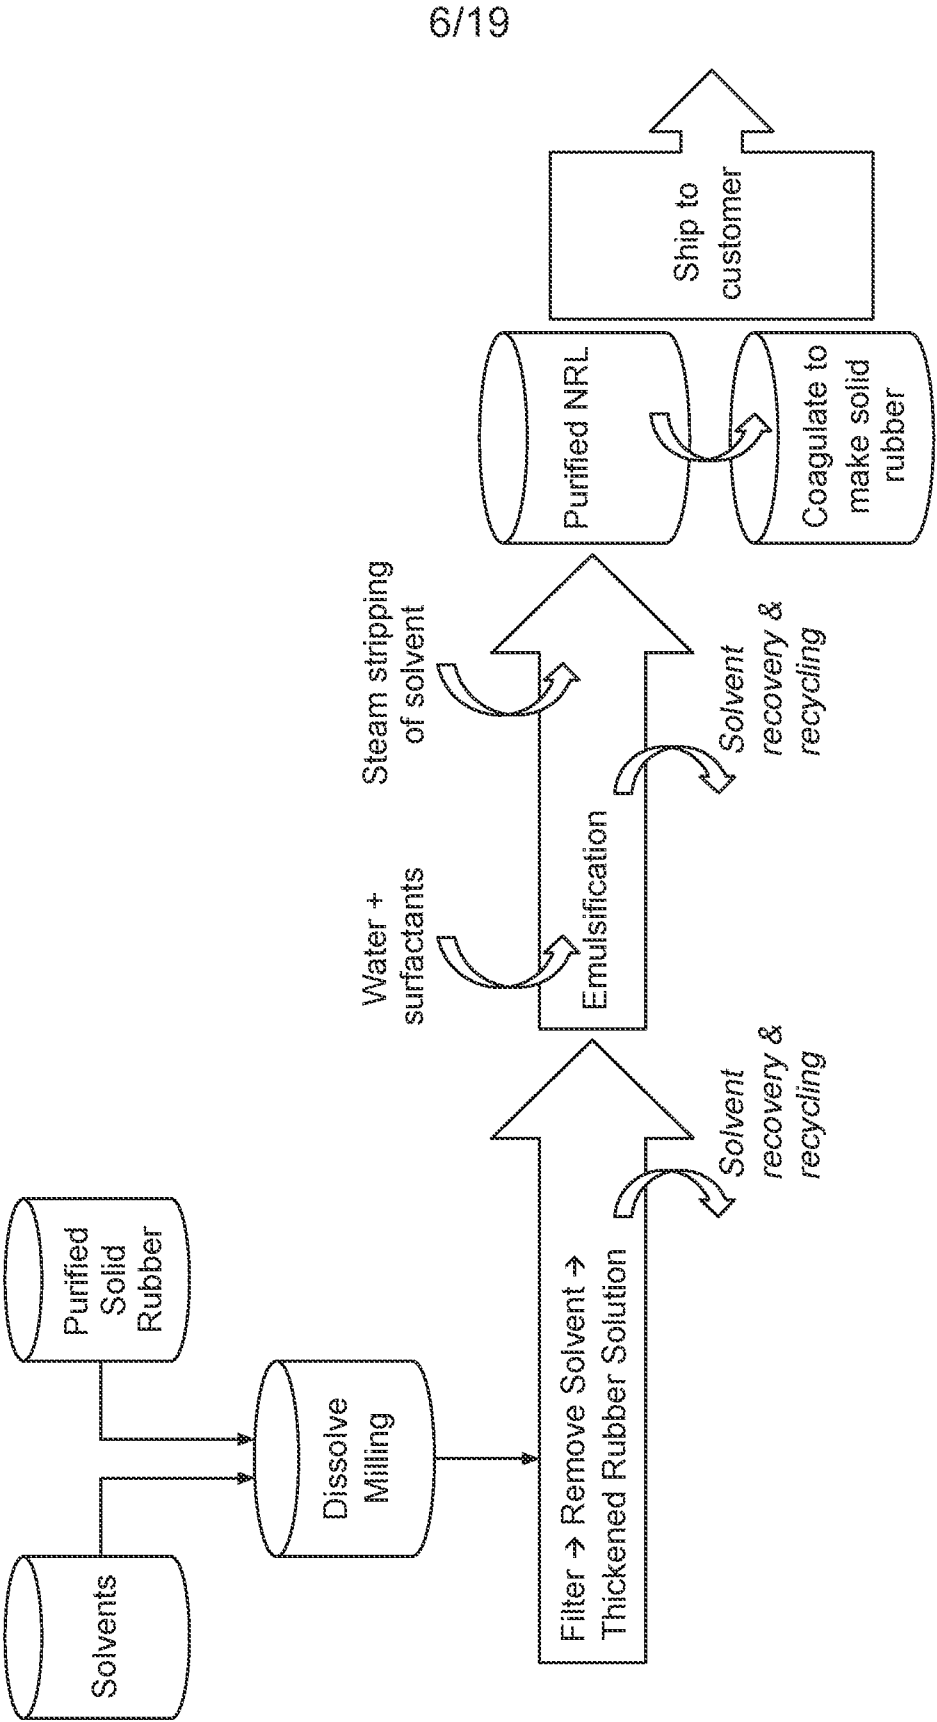 6/19
Solvents
Purified
Solid
Rubber
Dissolve
Milling
Filter → Remove Solvent →
Thickened Rubber Solution
Solvent
recovery &
recycling
Water +
surfactants
Emulsification
Steam stripping
of solvent
Solvent
recovery &
recycling
Purified NRL
Coagulate to
make solid
rubber
Ship to
customer